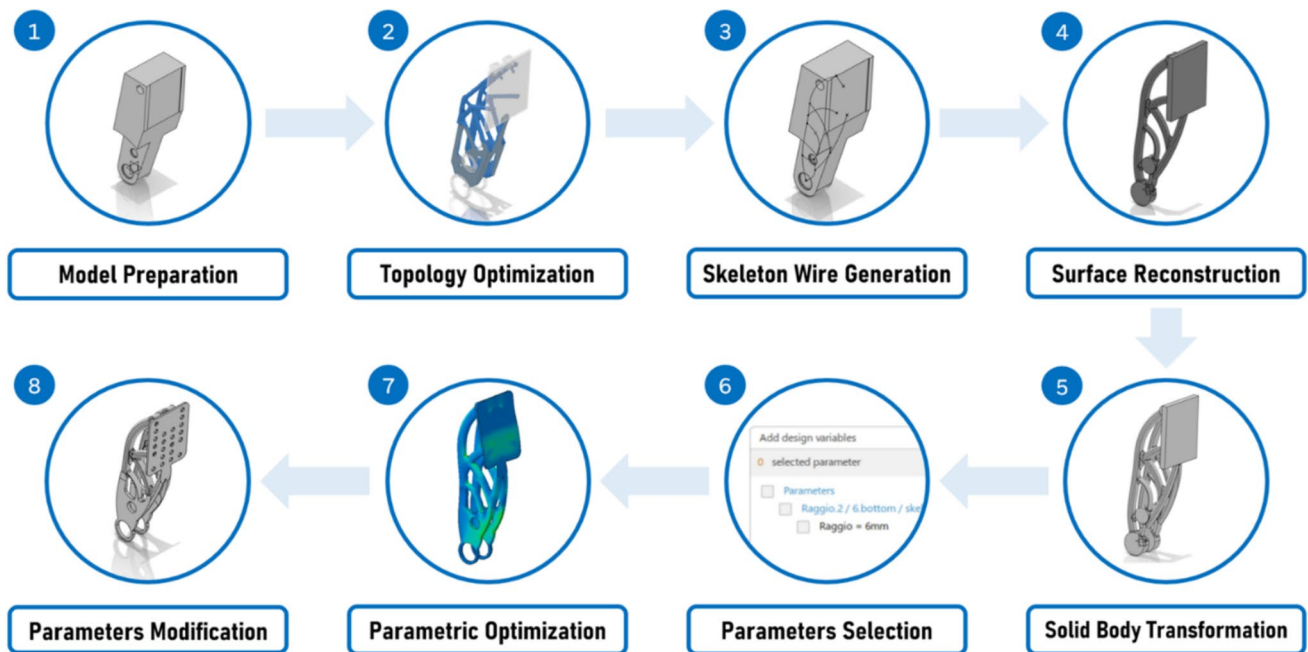 1
2
3
4
Model Preparation
Topology Optimization
Skeleton Wire Generation
Surface Reconstruction
8
7
6
5
Add design variables
0 selected parameter
Parameters
Raggio.2 / 6.bottom / ske
Raggio = 6mm
Parameters Modification
Parametric Optimization
Parameters Selection
Solid Body Transformation